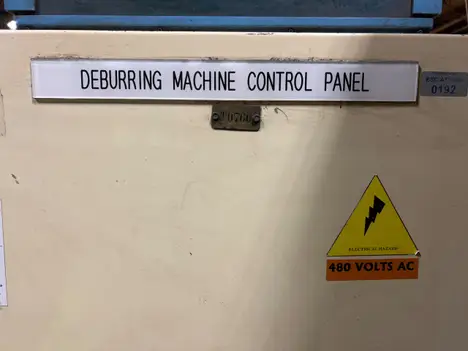 DEBURRING MACHINE CONTROL PANEL
0192
ELECTRICAL HAZARD
480 VOLTS AC